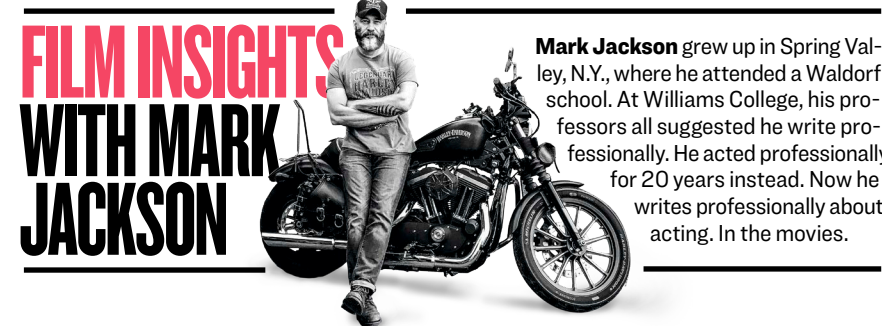 FILM INSIGHTS
WITH MARK
JACKSON
Mark Jackson grew up in Spring Val-
ley, N.Y., where he attended a Waldorf
school. At Williams College, his pro-
fessors all suggested he write pro-
fessionally. He acted professionally
for 20 years instead. Now he
writes professionally about
acting. In the movies.
HARLEY-DAVIDSON